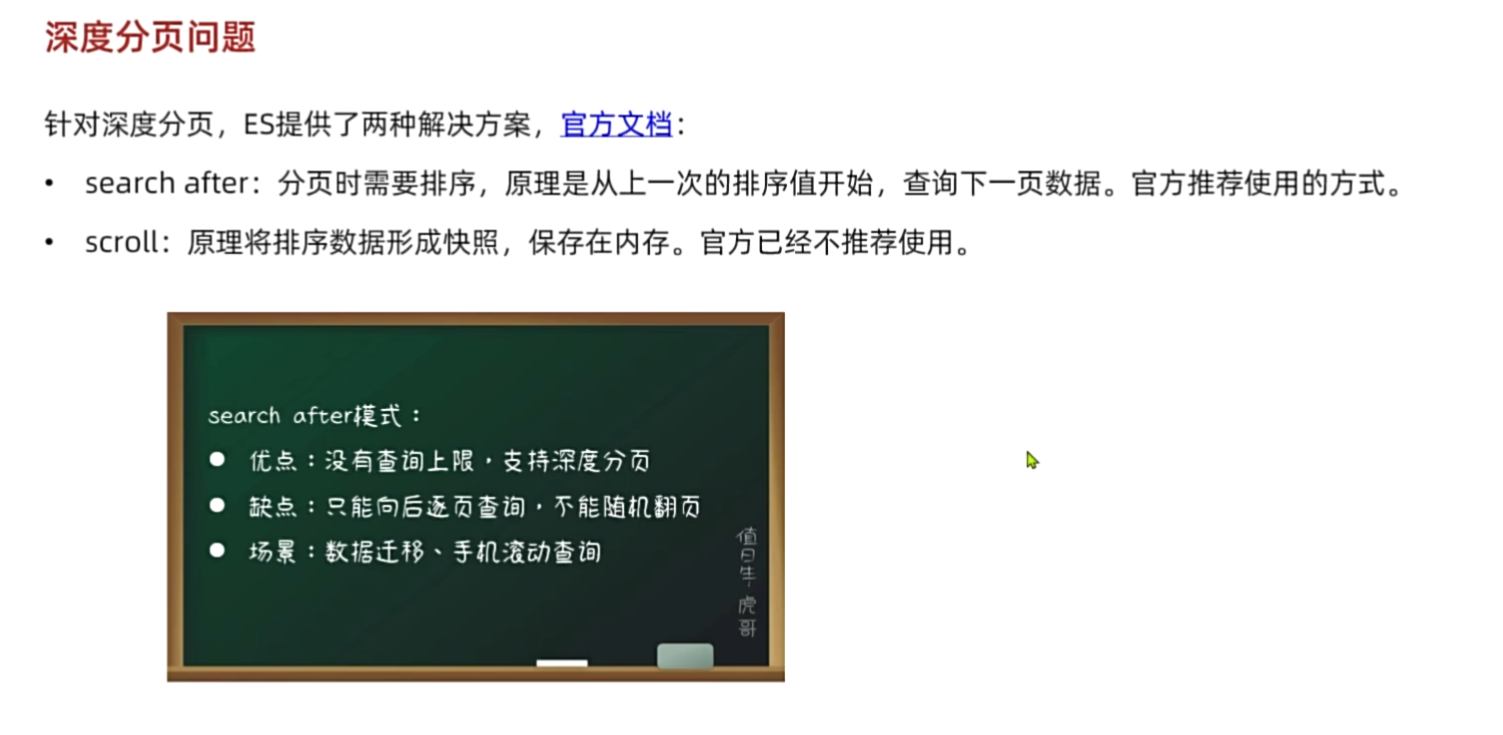 深度分页问题
针对深度分页，ES提供了两种解决方案，官方文档：
• search after：分页时需要排序，原理是从上一次的排序值开始，查询下一页数据。官方推荐使用的方式。
• scroll：原理将排序数据形成快照，保存在内存。官方已经不推荐使用。
search after模式：
● 优点：没有查询上限，支持深度分页
● 缺点：只能向后逐页查询，不能随机翻页
● 场景：数据迁移、手机滚动查询
值日生 虎哥